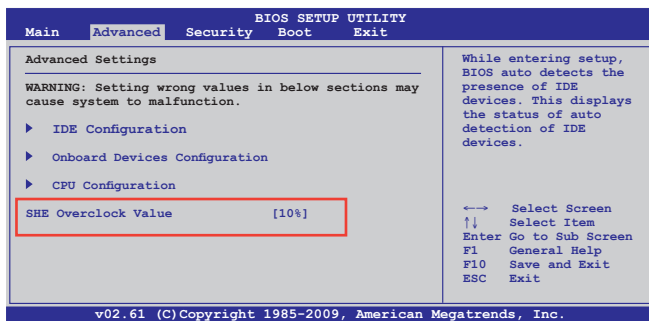 BIOS SETUP UTILITY
Main Advanced Security Boot Exit
Advanced Settings
WARNING: Setting wrong values in below sections may
cause system to malfunction.
IDE Configuration
Onboard Devices Configuration
CPU Configuration
SHE Overclock Value [10%]
While entering setup,
BIOS auto detects the
presence of IDE
devices. This displays
the status of auto
detection of IDE
devices.
←→ Select Screen
↑↓ Select Item
Enter Go to Sub Screen
F1 General Help
F10 Save and Exit
ESC Exit
v02.61 (C)Copyright 1985-2009, American Megatrends, Inc.